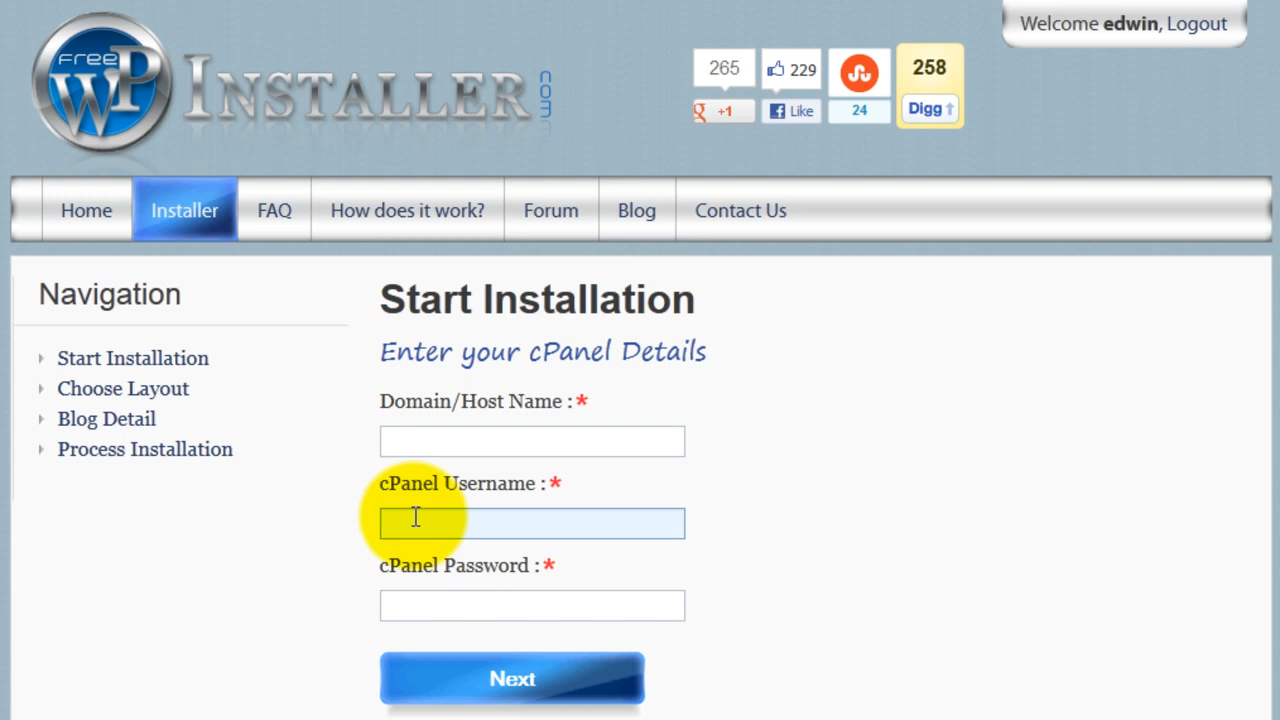 Welcome edwin, Logout
FREE
WP INSTALLER .COM
265
229
258
+1
Like
24
Digg
Home
Installer
FAQ
How does it work?
Forum
Blog
Contact Us
Navigation
Start Installation
Choose Layout
Blog Detail
Process Installation
Start Installation
Enter your cPanel Details
Domain/Host Name :*
cPanel Username :*
cPanel Password :*
Next